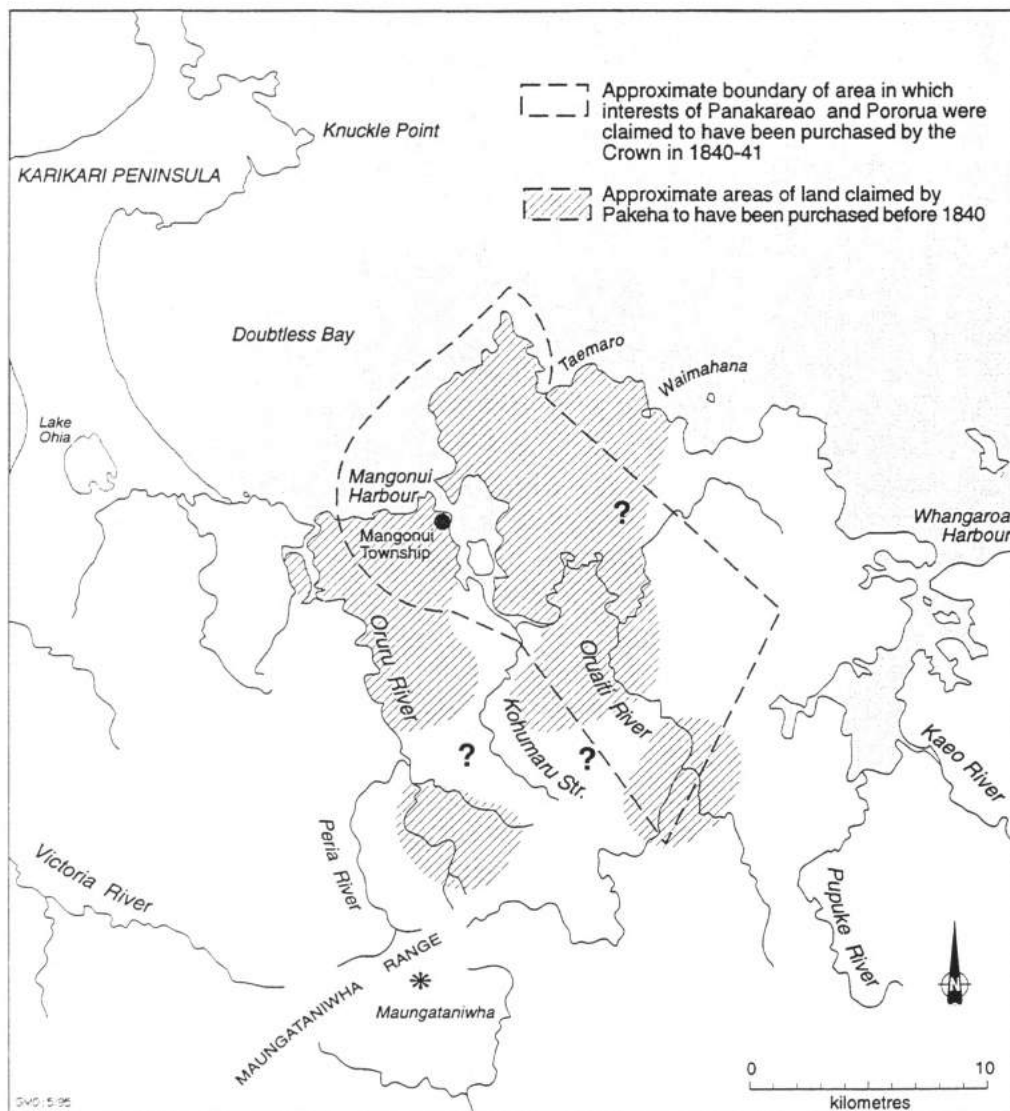 Approximate boundary of area in which
interests of Panakareao and Pororua were
claimed to have been purchased by the
Crown in 1840-41
Approximate areas of land claimed by
Pakeha to have been purchased before 1840
Knuckle Point
KARIKARI PENINSULA
Doubtless Bay
Taemaro
Waimahana
Lake
Ohia
Mangonui
Harbour
Mangonui
Township
?
Whangaroa
Harbour
Oruru River
Oruaiti River
Kohumaru Str.
?
?
Kaeo River
Peria River
Victoria River
Pupuke River
MAUNGATANIWHA RANGE
Maungataniwha
N
0 10
kilometres
GMD:5:95